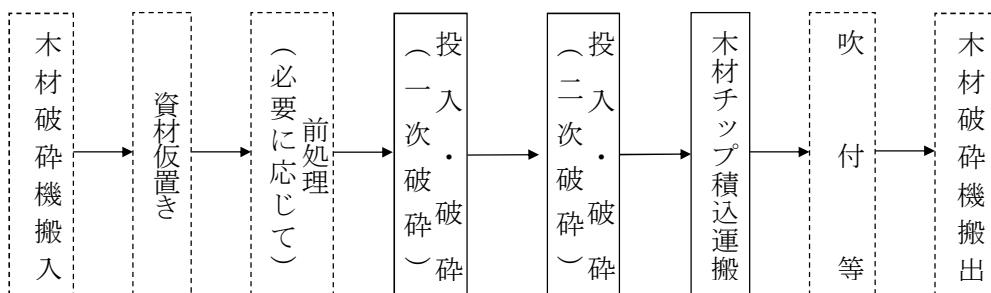 木材破砕機搬入
資材仮置き
前処理
（必要に応じて）
投入・破砕
（一次破砕）
投入・破砕
（二次破砕）
木材チップ積込運搬
吹付等
木材破砕機搬出